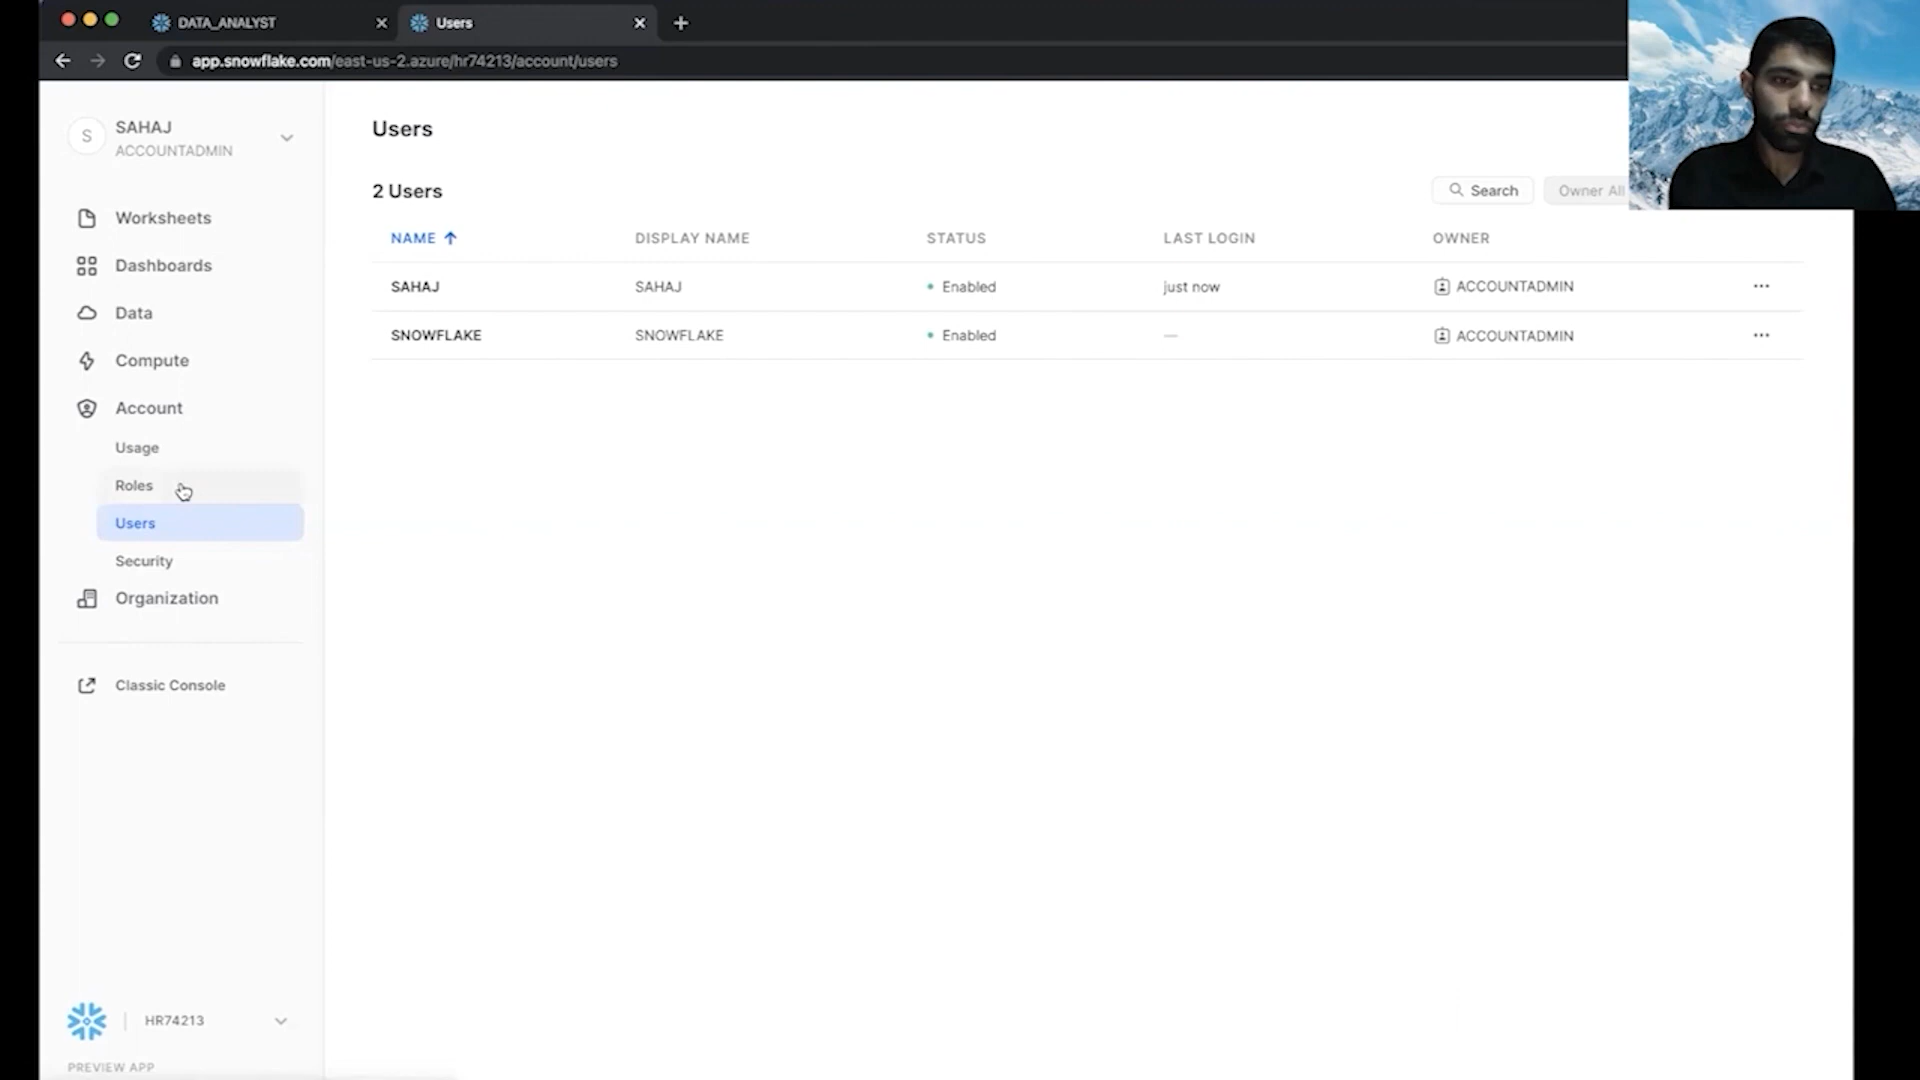 DATA_ANALYST
Users
app.snowflake.com/east-us-2.azure/hr74213/account/users
S
SAHAJ
ACCOUNTADMIN
Worksheets
Dashboards
Data
Compute
Account
Usage
Roles
Users
Security
Organization
Classic Console
HR74213
PREVIEW APP
Users
2 Users
Search
Owner All
NAME DISPLAY NAME STATUS LAST LOGIN OWNER
SAHAJ SAHAJ Enabled just now ACCOUNTADMIN
SNOWFLAKE SNOWFLAKE Enabled — ACCOUNTADMIN